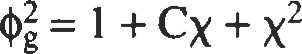 ϕ_g^2 = 1 + Cχ + χ^2